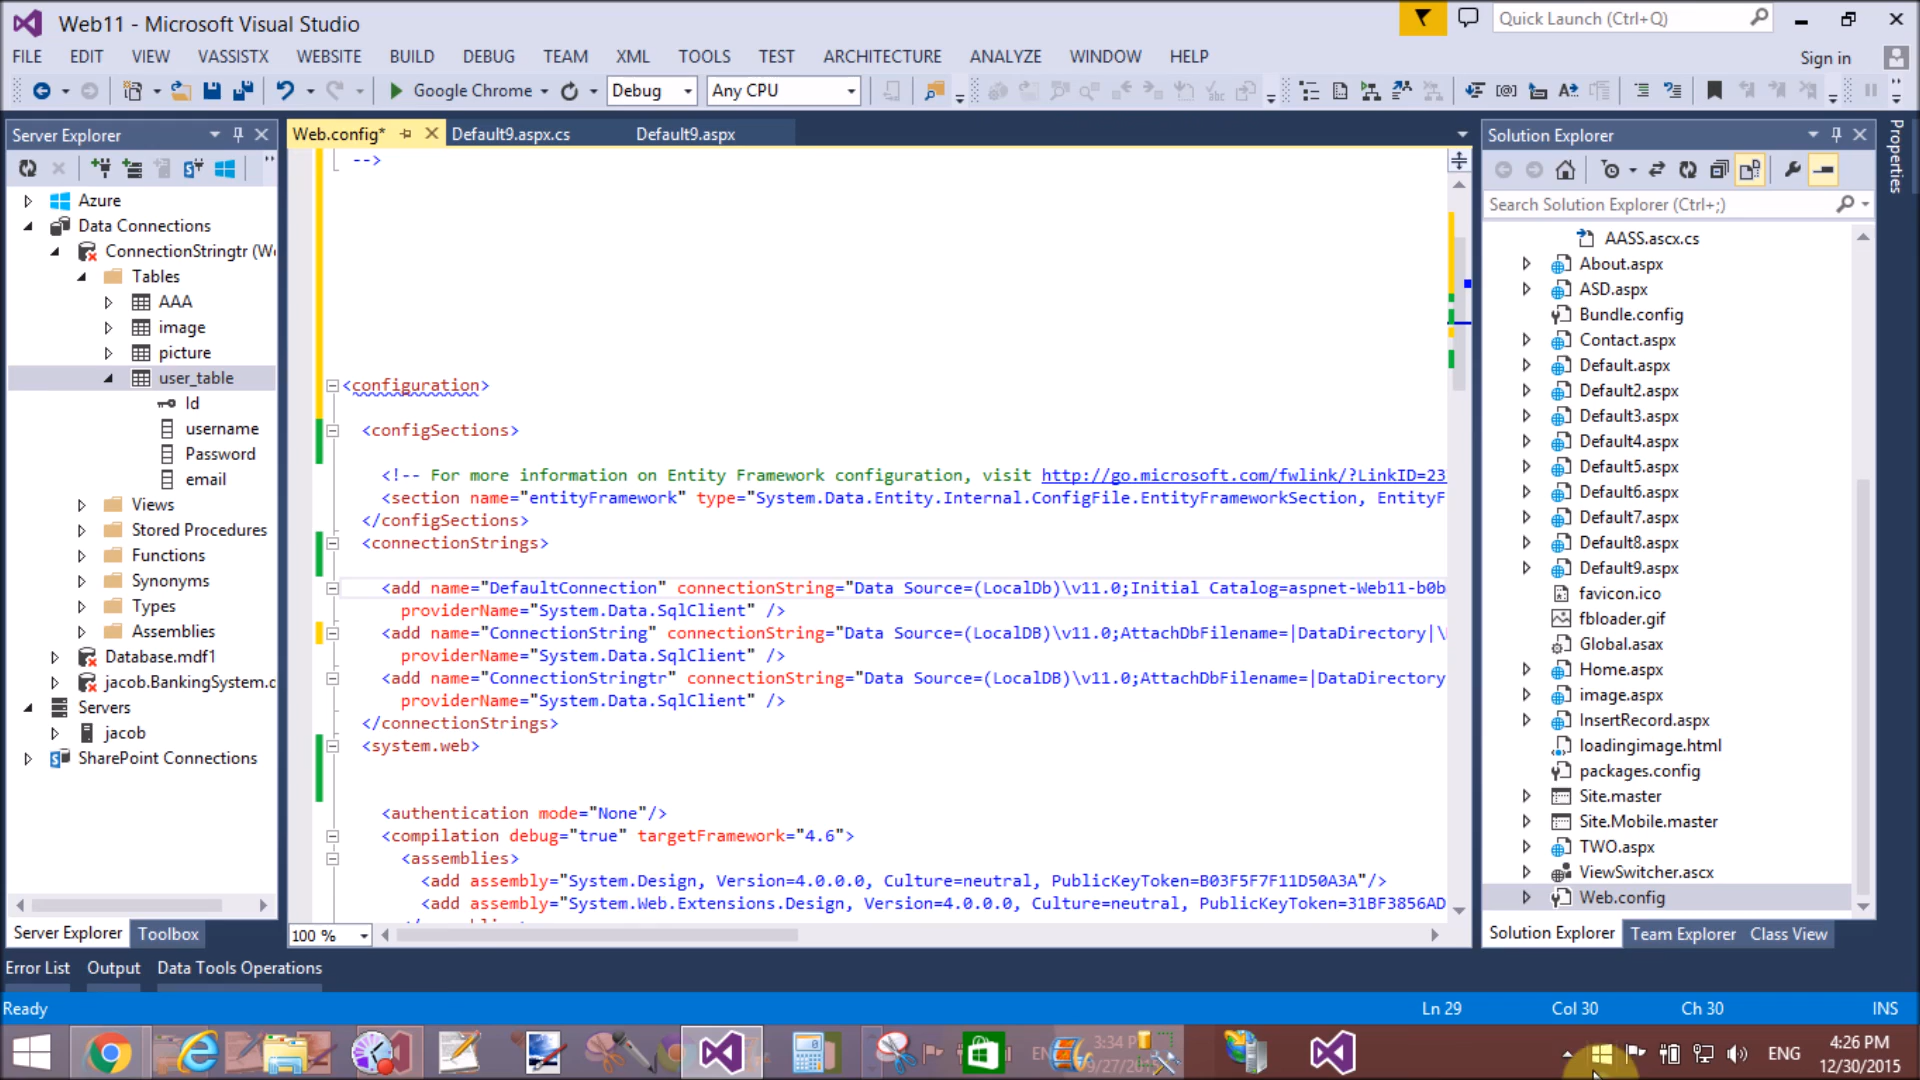 Web11 - Microsoft Visual Studio
Quick Launch (Ctrl+Q)
FILE EDIT VIEW VASSISTX WEBSITE BUILD DEBUG TEAM XML TOOLS TEST ARCHITECTURE ANALYZE WINDOW HELP
Sign in
Google Chrome Debug Any CPU
Server Explorer
Azure
Data Connections
ConnectionStringtr (We
Tables
AAA
image
picture
user_table
Id
username
Password
email
Views
Stored Procedures
Functions
Synonyms
Types
Assemblies
Database.mdf1
jacob.BankingSystem.c
Servers
jacob
SharePoint Connections
Server Explorer Toolbox
Web.config* Default9.aspx.cs Default9.aspx
-->
<configuration>
<configSections>
<!-- For more information on Entity Framework configuration, visit http://go.microsoft.com/fwlink/?LinkID=23
<section name="entityFramework" type="System.Data.Entity.Internal.ConfigFile.EntityFrameworkSection, EntityF
</configSections>
<connectionStrings>
<add name="DefaultConnection" connectionString="Data Source=(LocalDb)\v11.0;Initial Catalog=aspnet-Web11-b0b
providerName="System.Data.SqlClient" />
<add name="ConnectionString" connectionString="Data Source=(LocalDB)\v11.0;AttachDbFilename=|DataDirectory|\
providerName="System.Data.SqlClient" />
<add name="ConnectionStringtr" connectionString="Data Source=(LocalDB)\v11.0;AttachDbFilename=|DataDirectory
providerName="System.Data.SqlClient" />
</connectionStrings>
<system.web>
<authentication mode="None"/>
<compilation debug="true" targetFramework="4.6">
<assemblies>
<add assembly="System.Design, Version=4.0.0.0, Culture=neutral, PublicKeyToken=B03F5F7F11D50A3A"/>
<add assembly="System.Web.Extensions.Design, Version=4.0.0.0, Culture=neutral, PublicKeyToken=31BF3856AD
100 %
Solution Explorer
Search Solution Explorer (Ctrl+;)
AASS.ascx.cs
About.aspx
ASD.aspx
Bundle.config
Contact.aspx
Default.aspx
Default2.aspx
Default3.aspx
Default4.aspx
Default5.aspx
Default6.aspx
Default7.aspx
Default8.aspx
Default9.aspx
favicon.ico
fbloader.gif
Global.asax
Home.aspx
image.aspx
InsertRecord.aspx
loadingimage.html
packages.config
Site.master
Site.Mobile.master
TWO.aspx
ViewSwitcher.ascx
Web.config
Solution Explorer Team Explorer Class View
Properties
Error List Output Data Tools Operations
Ready Ln 29 Col 30 Ch 30 INS
3:34 P
9/27/20
ENG
4:26 PM
12/30/2015